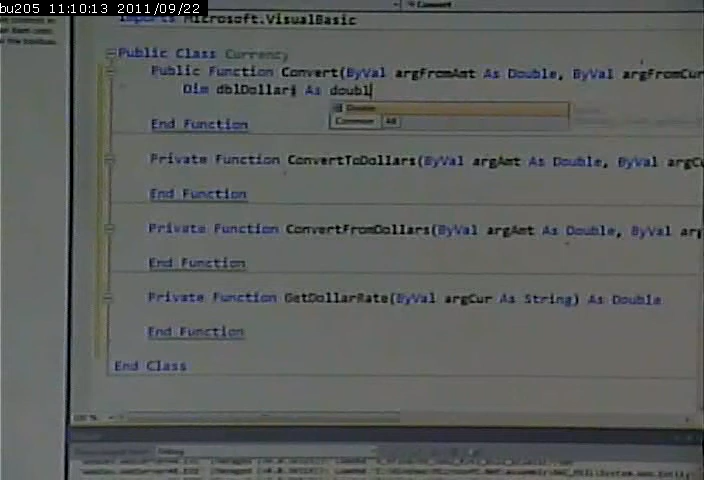 bu205 11:10:13 2011/09/22
Convert
Imports Microsoft.VisualBasic
Public Class Currency
Public Function Convert(ByVal argFromAmt As Double, ByVal argFromCur
Dim dblDollars As doubl
Double
Common All
End Function
Private Function ConvertToDollars(ByVal argAmt As Double, ByVal argCu
End Function
Private Function ConvertFromDollars(ByVal argAmt As Double, ByVal arg
End Function
Private Function GetDollarRate(ByVal argCur As String) As Double
End Function
End Class